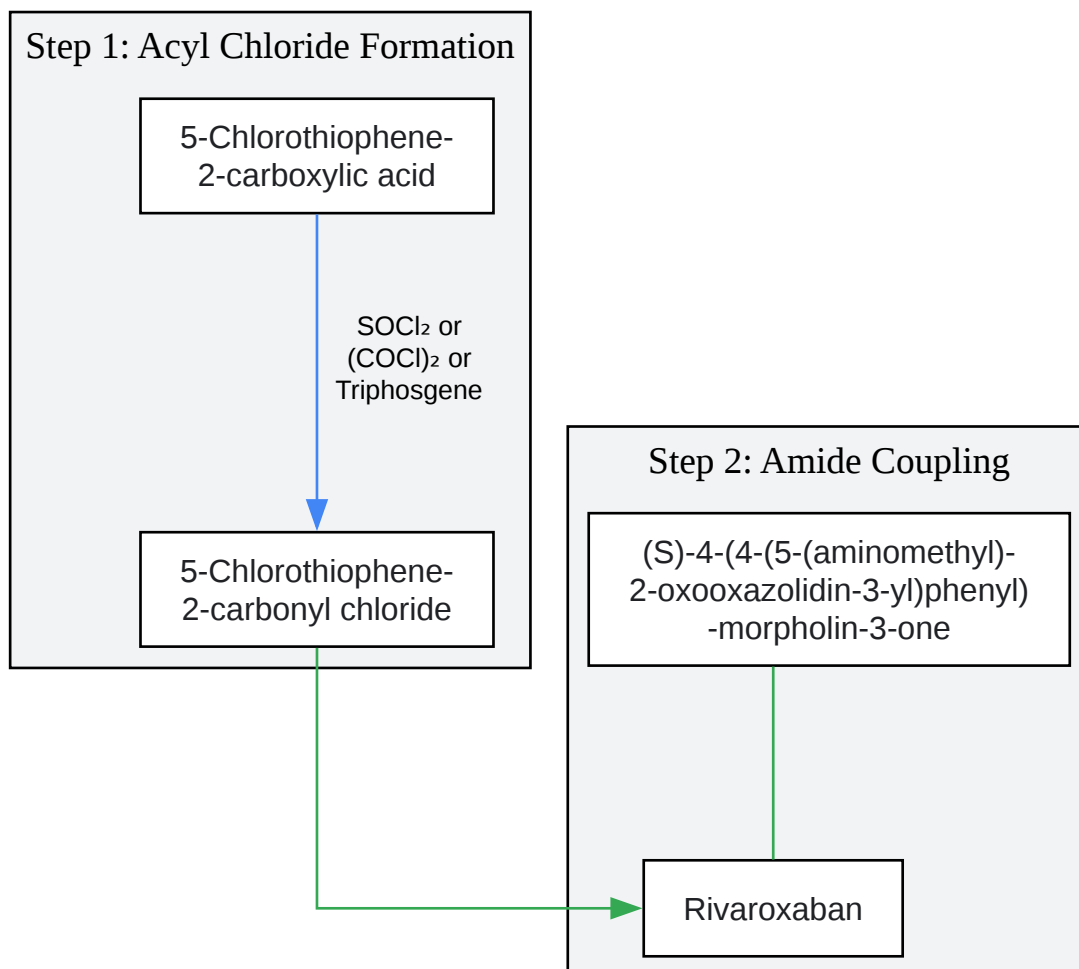 Step 1: Acyl Chloride Formation
5-Chlorothiophene-
2-carboxylic acid
SOCl₂ or
(COCl)₂ or
Triphosgene
5-Chlorothiophene-
2-carbonyl chloride
Step 2: Amide Coupling
(S)-4-(4-(5-(aminomethyl)-
2-oxooxazolidin-3-yl)phenyl)
-morpholin-3-one
Rivaroxaban